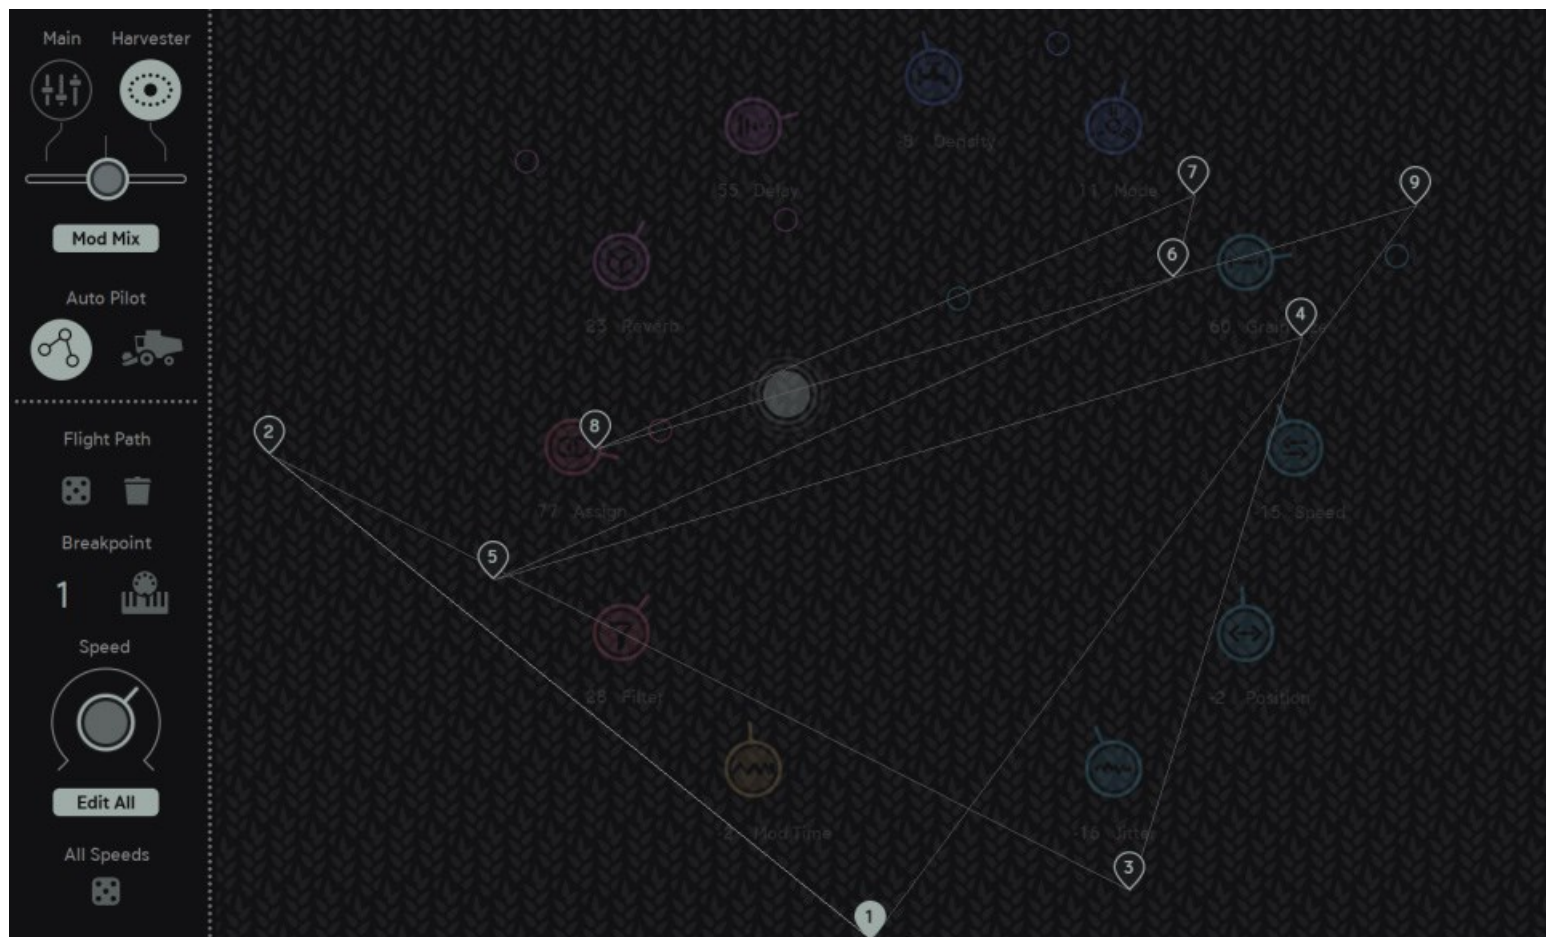 Main Harvester
Mod Mix
Auto Pilot
Flight Path
Breakpoint
1
Speed
Edit All
All Speeds
-8 Density
55 Delay
11 Mode
7
9
6
23 Reverb
60
4
8
2
77 Assign
-15 Speed
5
28 Filter
-2 Position
Mod Time
-16 Jitter
3
1